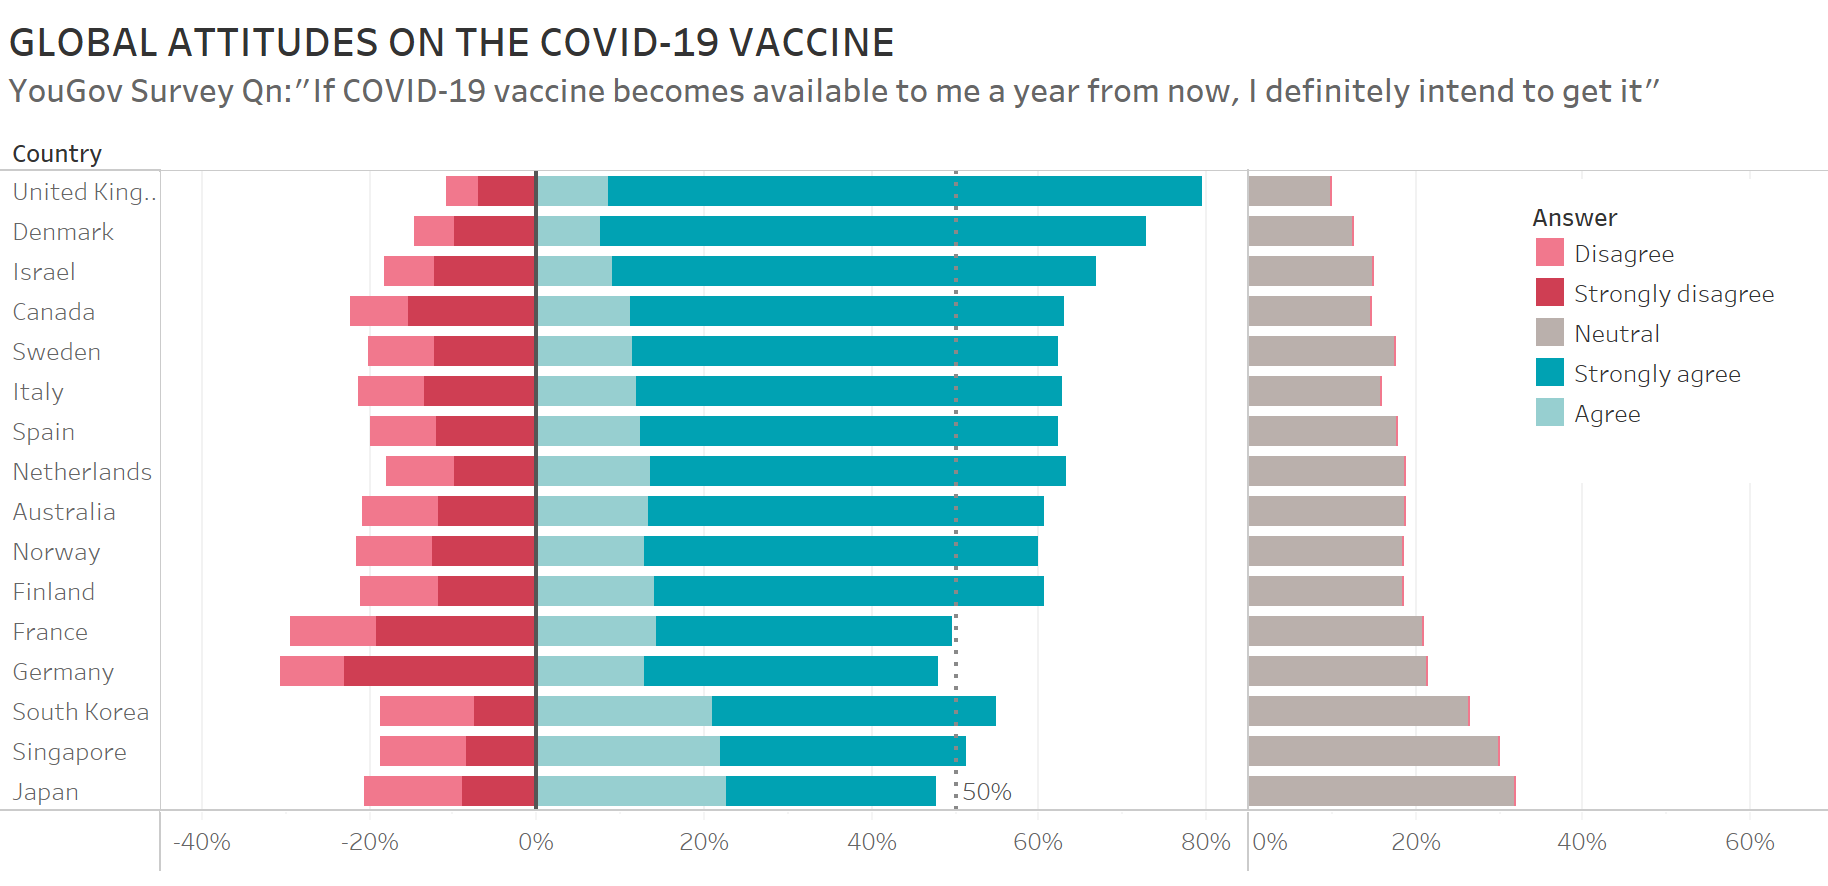 GLOBAL ATTITUDES ON THE COVID-19 VACCINE
YouGov Survey Qn:"If COVID-19 vaccine becomes available to me a year from now, I definitely intend to get it"
Country
United King..
Denmark
Israel
Canada
Sweden
Italy
Spain
Netherlands
Australia
Norway
Finland
France
Germany
South Korea
Singapore
Japan
50%
-40% -20% 0% 20% 40% 60% 80% 0% 20% 40% 60%
Answer
Disagree
Strongly disagree
Neutral
Strongly agree
Agree